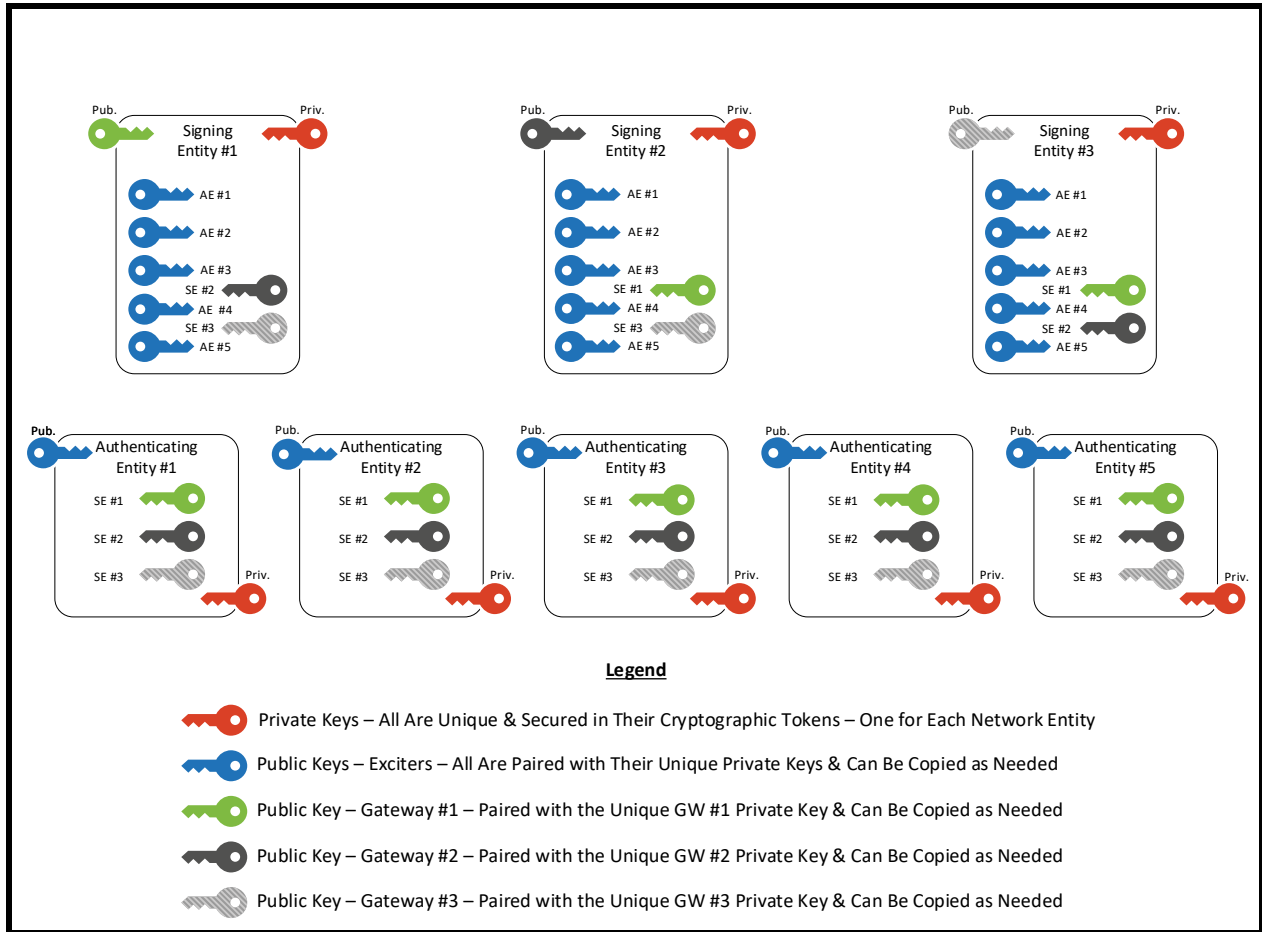 Pub.
Priv.
Signing
Entity #1
AE #1
AE #2
AE #3
SE #2
AE #4
SE #3
AE #5
Pub.
Priv.
Signing
Entity #2
AE #1
AE #2
AE #3
SE #1
AE #4
SE #3
AE #5
Pub.
Priv.
Signing
Entity #3
AE #1
AE #2
AE #3
SE #1
AE #4
SE #2
AE #5
Pub.
Authenticating
Entity #1
SE #1
SE #2
SE #3
Priv.
Pub.
Authenticating
Entity #2
SE #1
SE #2
SE #3
Priv.
Pub.
Authenticating
Entity #3
SE #1
SE #2
SE #3
Priv.
Pub.
Authenticating
Entity #4
SE #1
SE #2
SE #3
Priv.
Pub.
Authenticating
Entity #5
SE #1
SE #2
SE #3
Priv.
Legend
Private Keys – All Are Unique & Secured in Their Cryptographic Tokens – One for Each Network Entity
Public Keys – Exciters – All Are Paired with Their Unique Private Keys & Can Be Copied as Needed
Public Key – Gateway #1 – Paired with the Unique GW #1 Private Key & Can Be Copied as Needed
Public Key – Gateway #2 – Paired with the Unique GW #2 Private Key & Can Be Copied as Needed
Public Key – Gateway #3 – Paired with the Unique GW #3 Private Key & Can Be Copied as Needed